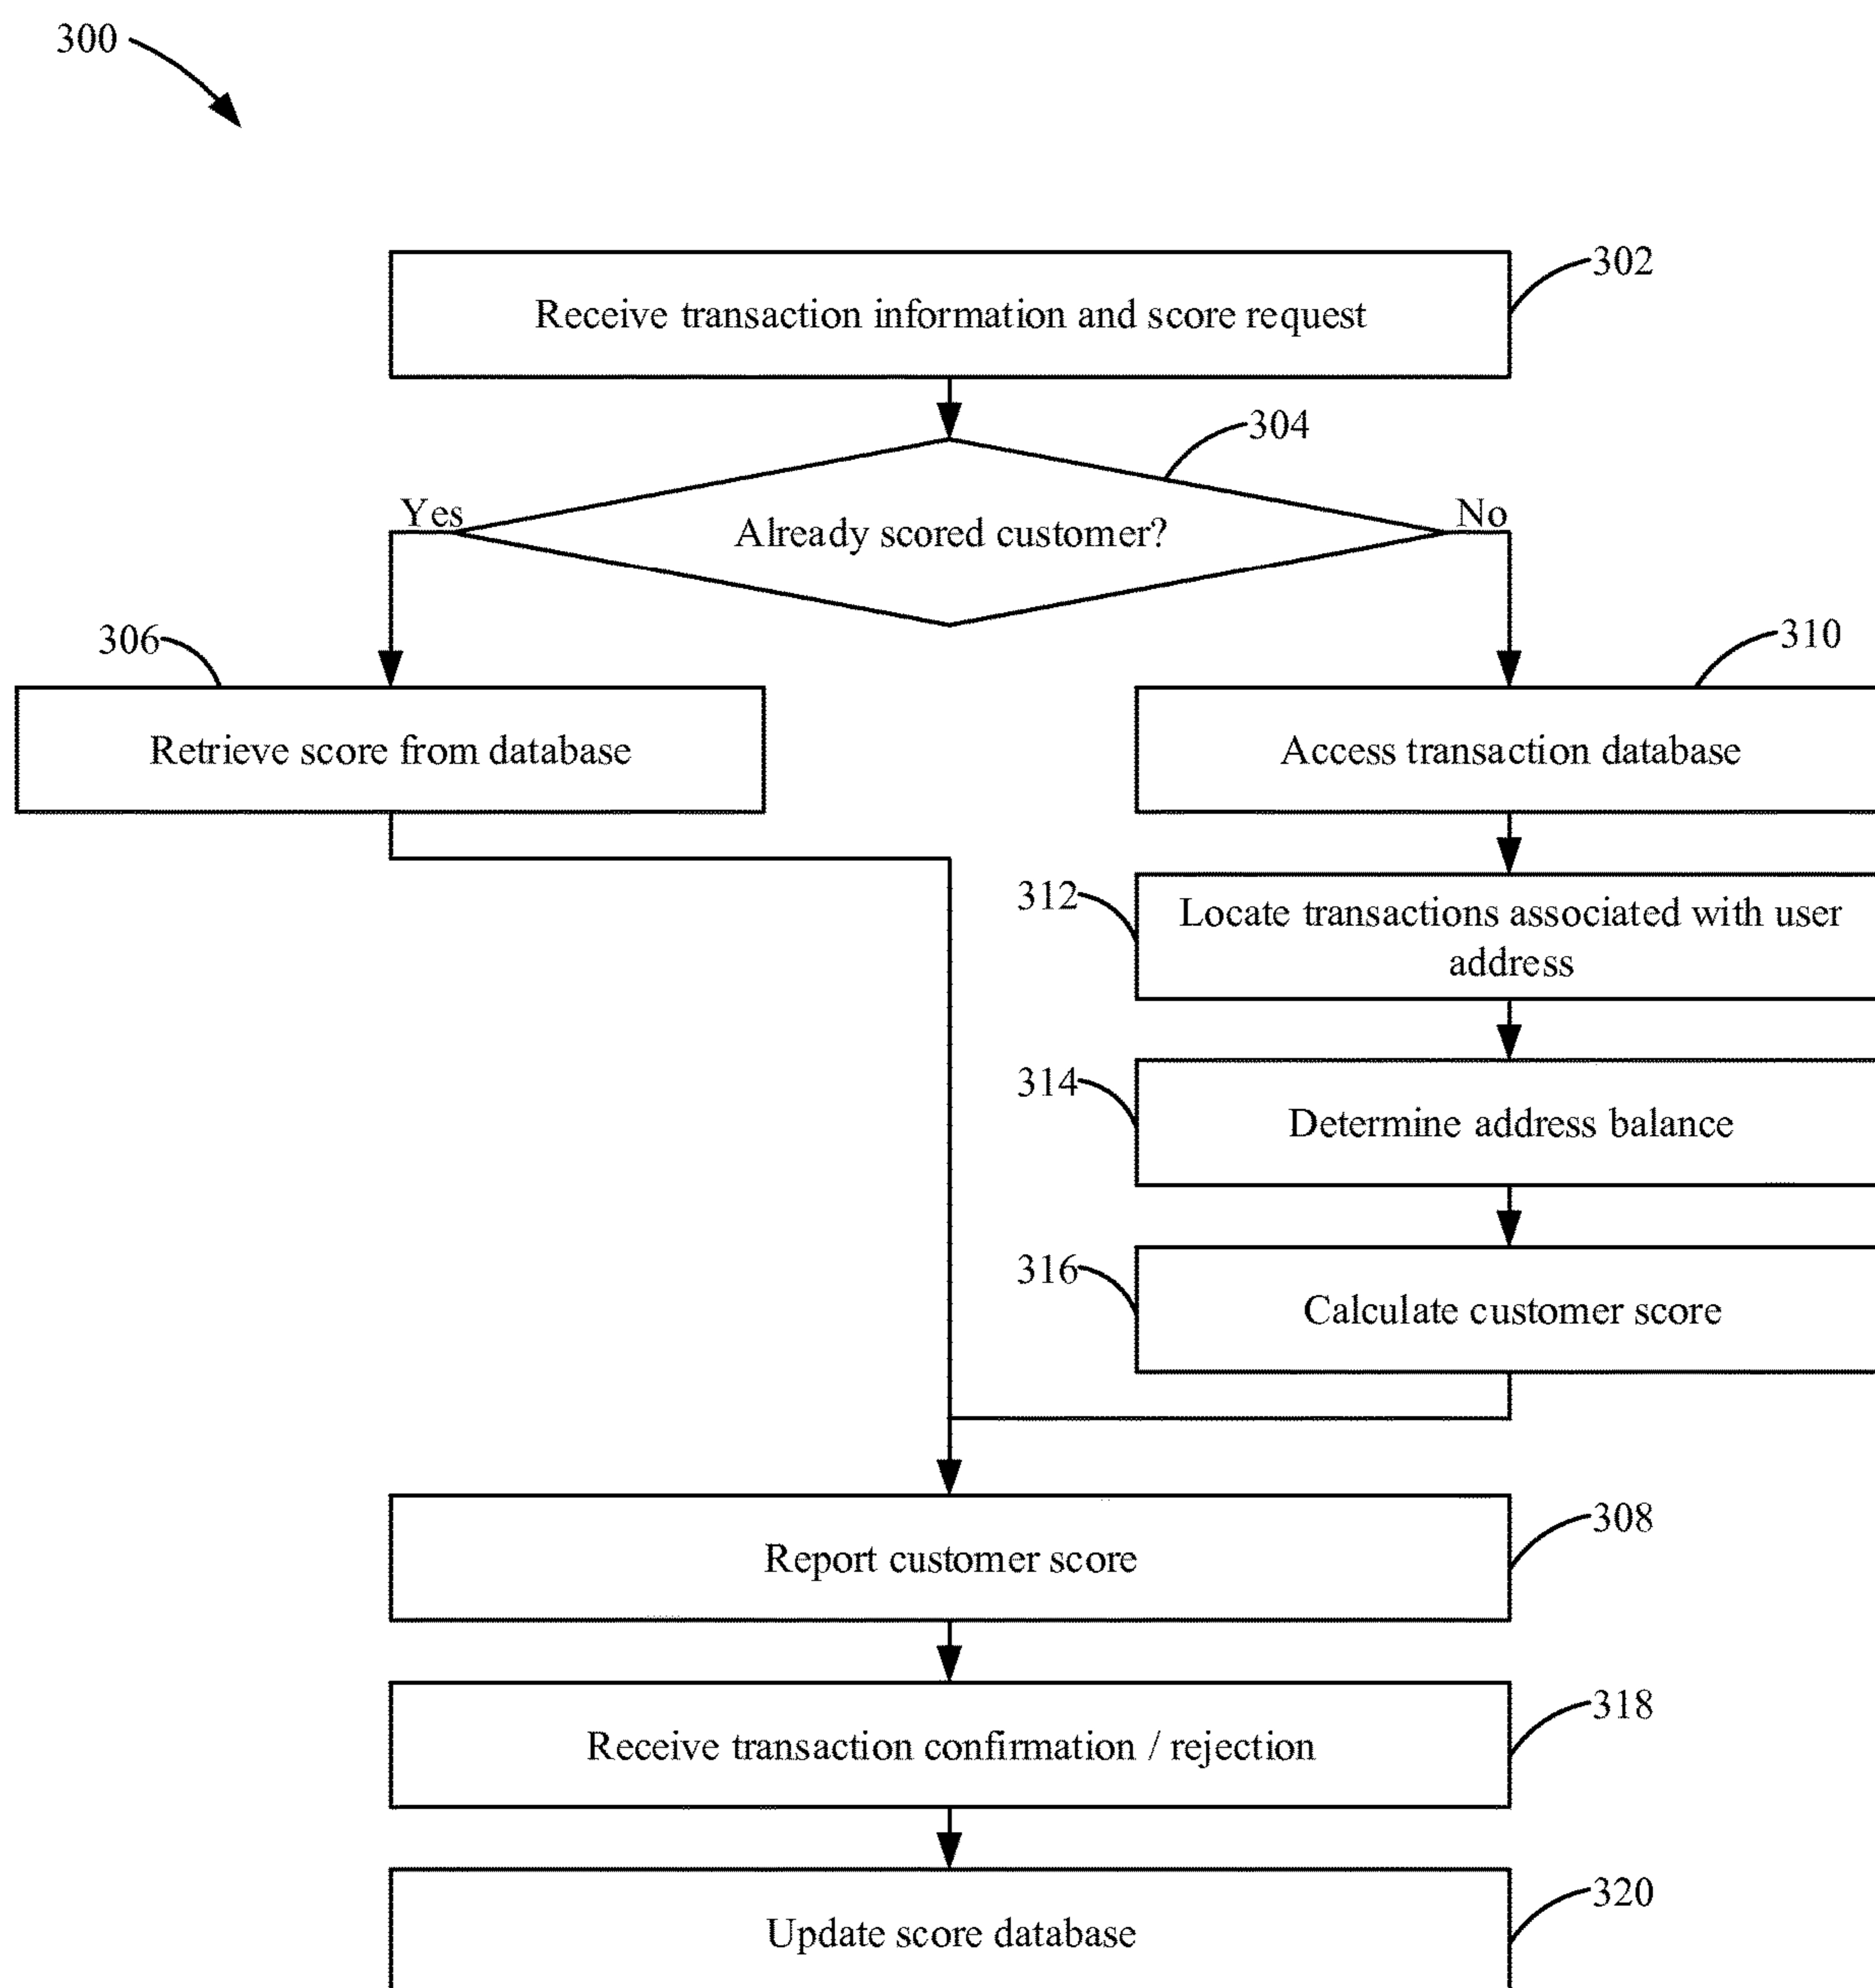 300
302
Receive transaction information and score request
304
Already scored customer?
Yes
No
306
310
Retrieve score from database
Access transaction database
312
Locate transactions associated with user
address
314
Determine address balance
316
Calculate customer score
308
Report customer score
318
Receive transaction confirmation / rejection
320
Update score database